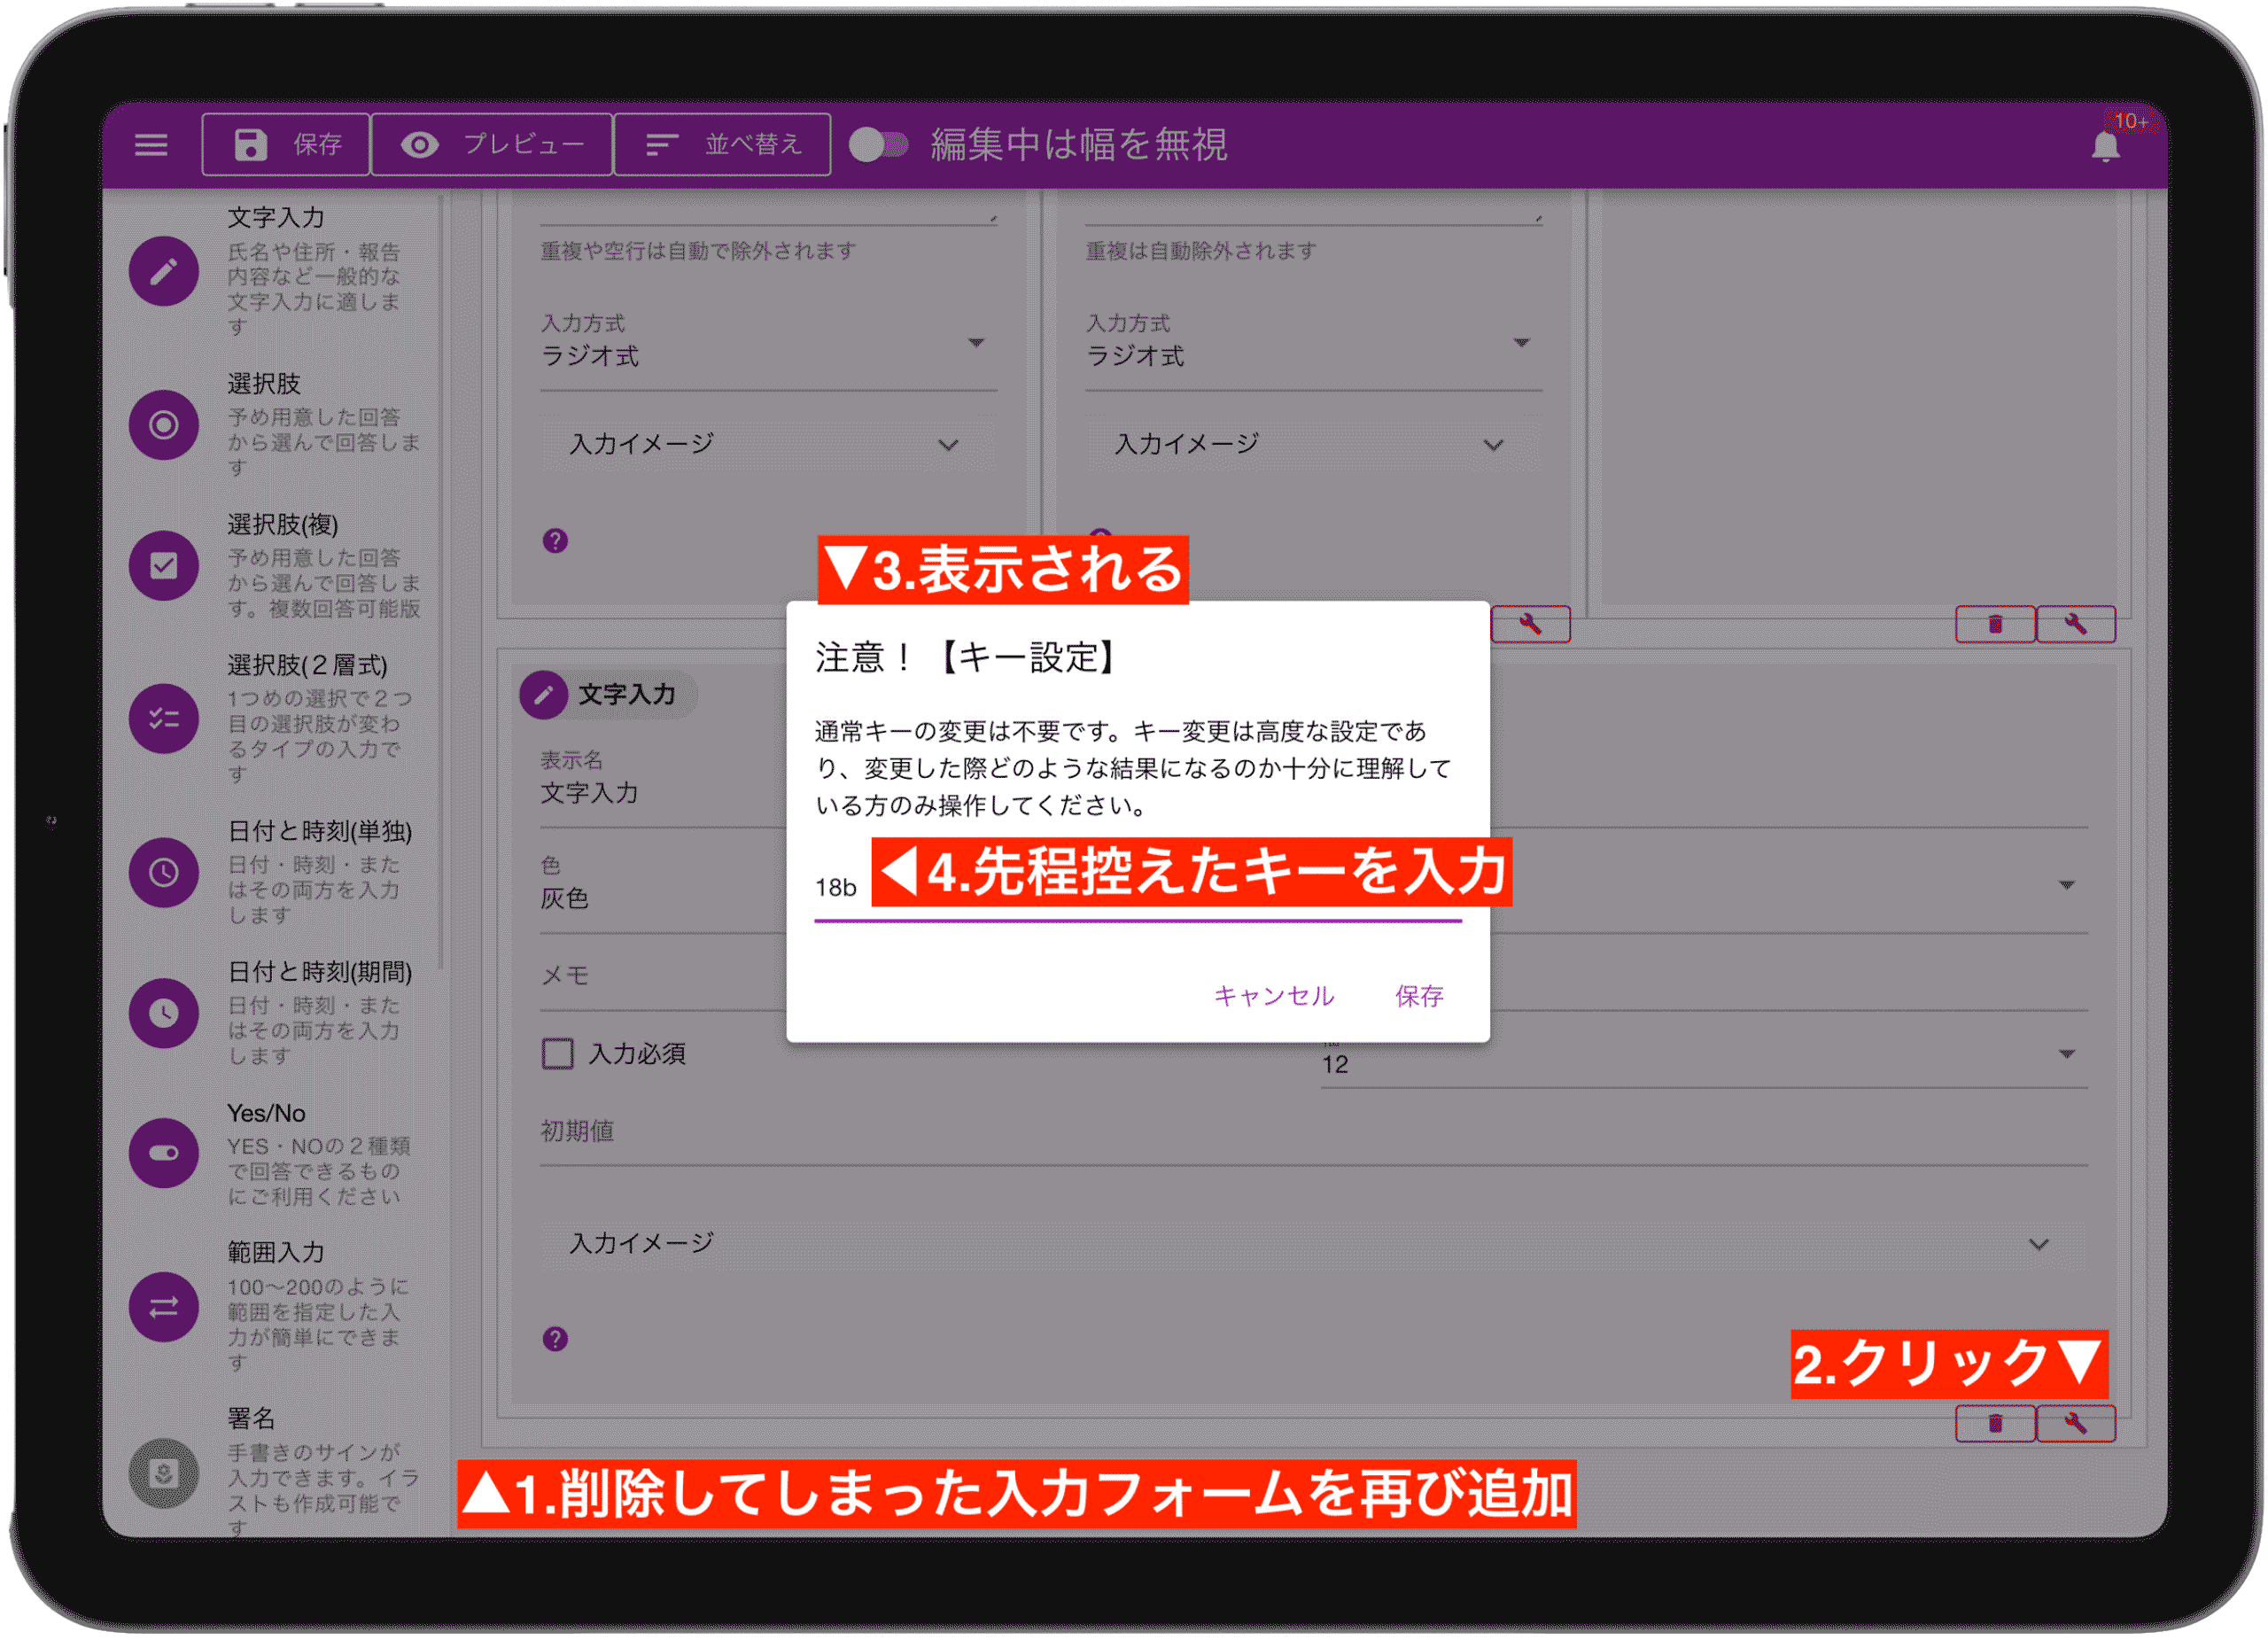 保存
プレビュー
並べ替え
編集中は幅を無視
10+
文字入力
氏名や住所・報告
内容など一般的な
文字入力に適しま
す
選択肢
予め用意した回答
から選んで回答しま
す
選択肢(複)
予め用意した回答
から選んで回答しま
す。複数回答可能版
選択肢(２層式)
1つめの選択で２つ
目の選択肢が変わ
るタイプの入力で
す
日付と時刻(単独)
日付・時刻・また
はその両方を入力
します
日付と時刻(期間)
日付・時刻・また
はその両方を入力
します
Yes/No
YES・NOの２種類
で回答できるもの
にご利用ください
範囲入力
100〜200のように
範囲を指定した入
力が簡単にできま
す
署名
手書きのサインが
入力できます。イラ
ストも作成可能で
す
重複や空行は自動で除外されます
入力方式
ラジオ式
入力イメージ
重複は自動除外されます
入力方式
ラジオ式
入力イメージ
▼3.表示される
注意！【キー設定】
通常キーの変更は不要です。キー変更は高度な設定であ
り、変更した際どのような結果になるのか十分に理解して
いる方のみ操作してください。
18b
◀4.先程控えたキーを入力
キャンセル
保存
文字入力
表示名
文字入力
色
灰色
メモ
入力必須
12
初期値
入力イメージ
2.クリック▼
▲1.削除してしまった入力フォームを再び追加